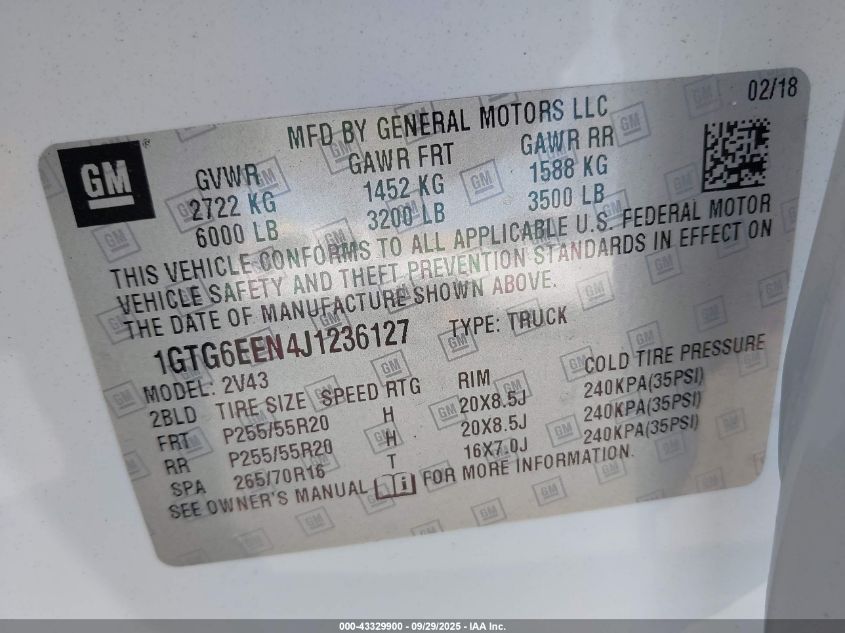 02/18
MFD BY GENERAL MOTORS LLC
GM
GVWR GAWR FRT GAWR RR
2722 KG 1452 KG 1588 KG
6000 LB 3200 LB 3500 LB
THIS VEHICLE CONFORMS TO ALL APPLICABLE U.S. FEDERAL MOTOR
VEHICLE SAFETY AND THEFT PREVENTION STANDARDS IN EFFECT ON
THE DATE OF MANUFACTURE SHOWN ABOVE.
1GTG6EEN4J1236127 TYPE: TRUCK
MODEL: 2V43
2BLD TIRE SIZE SPEED RTG RIM COLD TIRE PRESSURE
FRT P255/55R20 H 20X8.5J 240KPA(35PSI)
RR P255/55R20 H 20X8.5J 240KPA(35PSI)
SPA 265/70R16 T 16X7.0J 240KPA(35PSI)
SEE OWNER'S MANUAL i FOR MORE INFORMATION.
000-43329900 - 09/29/2025 - IAA Inc.